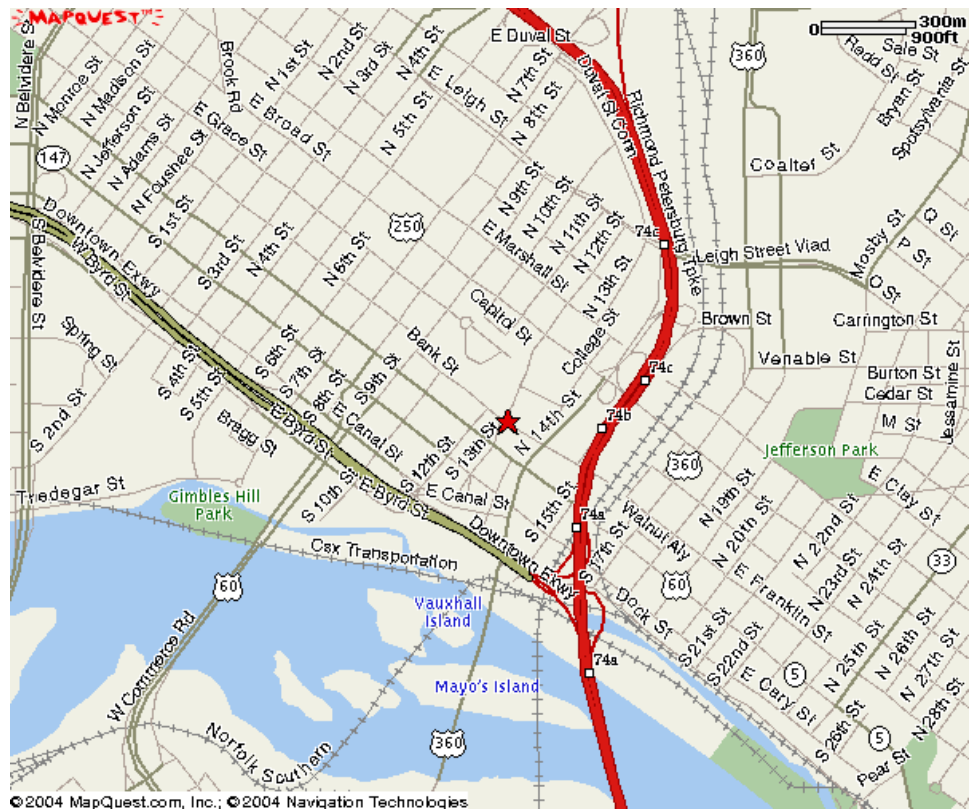 MAPQUEST
300m
900ft
0
E Duval St
N Belvidere St
N Monroe St
N Madison St
N Jefferson St
N Adams St
N Foushee St
Brook Rd
E Grace St
E Broad St
N 1st St
N 2nd St
N 3rd St
N 4th St
N 5th St
E Leigh St
N 7th St
N 8th St
Duval St Conn
Richmond Petersburg Tpke
360
Sale St
Redd St
Bryan St
Spotsylvania St
147
Coalter St
Downtown Expwy
W Byrd St
S Belvidere St
S 1st St
S 3rd St
N 4th St
N 6th St
250
N 9th St
N 10th St
N 11th St
N 12th St
N 13th St
E Marshall St
Leigh Street Viad
Mosby St
Q St
P St
O St
Capitol St
College St
Brown St
Carrington St
Venable St
Burton St
Cedar St
M St
Jessamine St
Spring St
S 2nd St
S 4th St
S 5th St
S 6th St
S 7th St
S 8th St
S 9th St
Bank St
Bragg St
E Byrd St
E Canal St
S 10th St
E Byrd St
S 12th St
S 13th St
N 14th St
E Canal St
74c
74b
74a
74a
360
Jefferson Park
E Clay St
Tredegar St
Gimbles Hill
Park
Csx Transportation
Downtown Expwy
S 15th St
S 17th St
Walnut Aly
N 19th St
N 20th St
N 22nd St
N 23rd St
N 24th St
E Franklin St
33
60
60
Dock St
S 21st St
S 22nd St
E Cary St
N 25th St
N 26th St
N 27th St
N 28th St
S 26th St
5
5
Pear St
W Commerce Rd
Vauxhall
Island
Mayo's Island
360
Norfolk Southern
©2004 MapQuest.com, Inc.; ©2004 Navigation Technologies